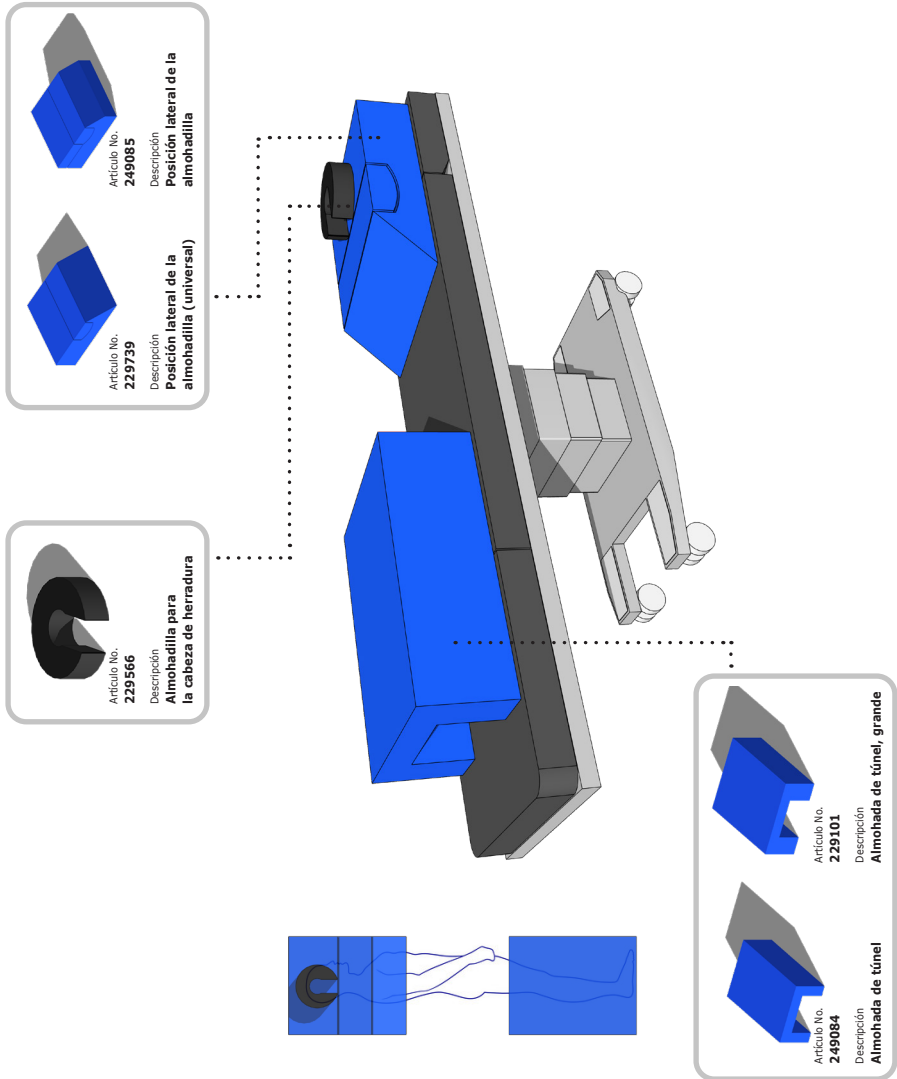 Artículo No.
229566
Descripción
Almohadilla para
la cabeza de herradura
Artículo No.
229739
Descripción
Posición lateral de la
almohadilla (universal)
Artículo No.
249085
Descripción
Posición lateral de la
almohadilla
Artículo No.
249084
Descripción
Almohada de túnel
Artículo No.
229101
Descripción
Almohada de túnel, grande